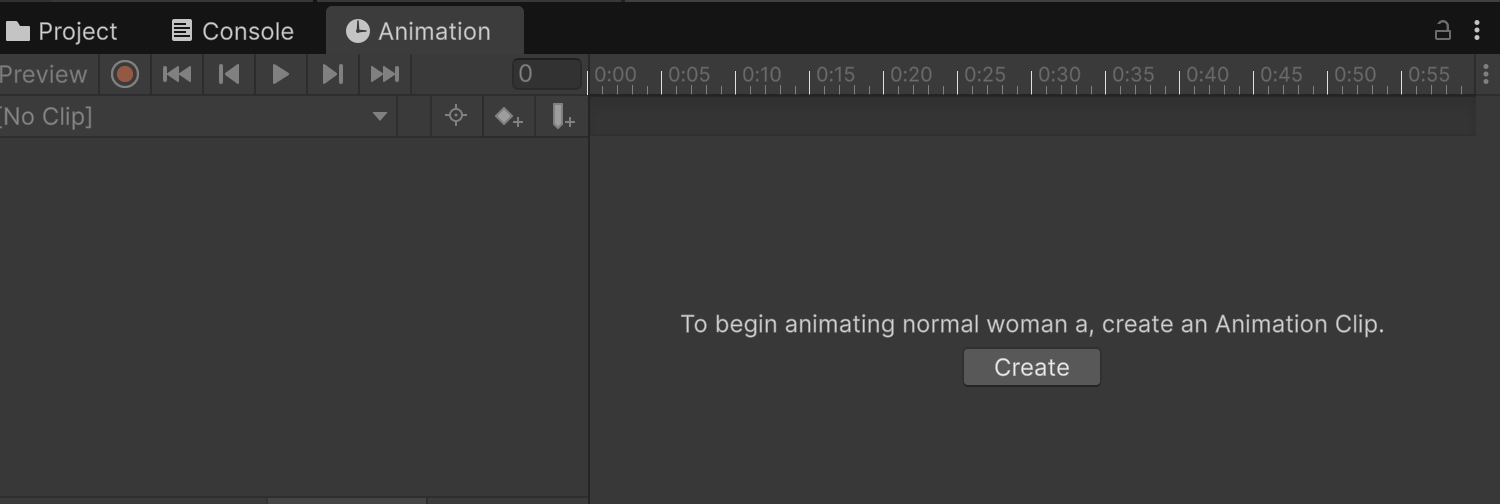 Project Console Animation
Preview 0 0:00 0:05 0:10 0:15 0:20 0:25 0:30 0:35 0:40 0:45 0:50 0:55
[No Clip]
To begin animating normal woman a, create an Animation Clip.
Create